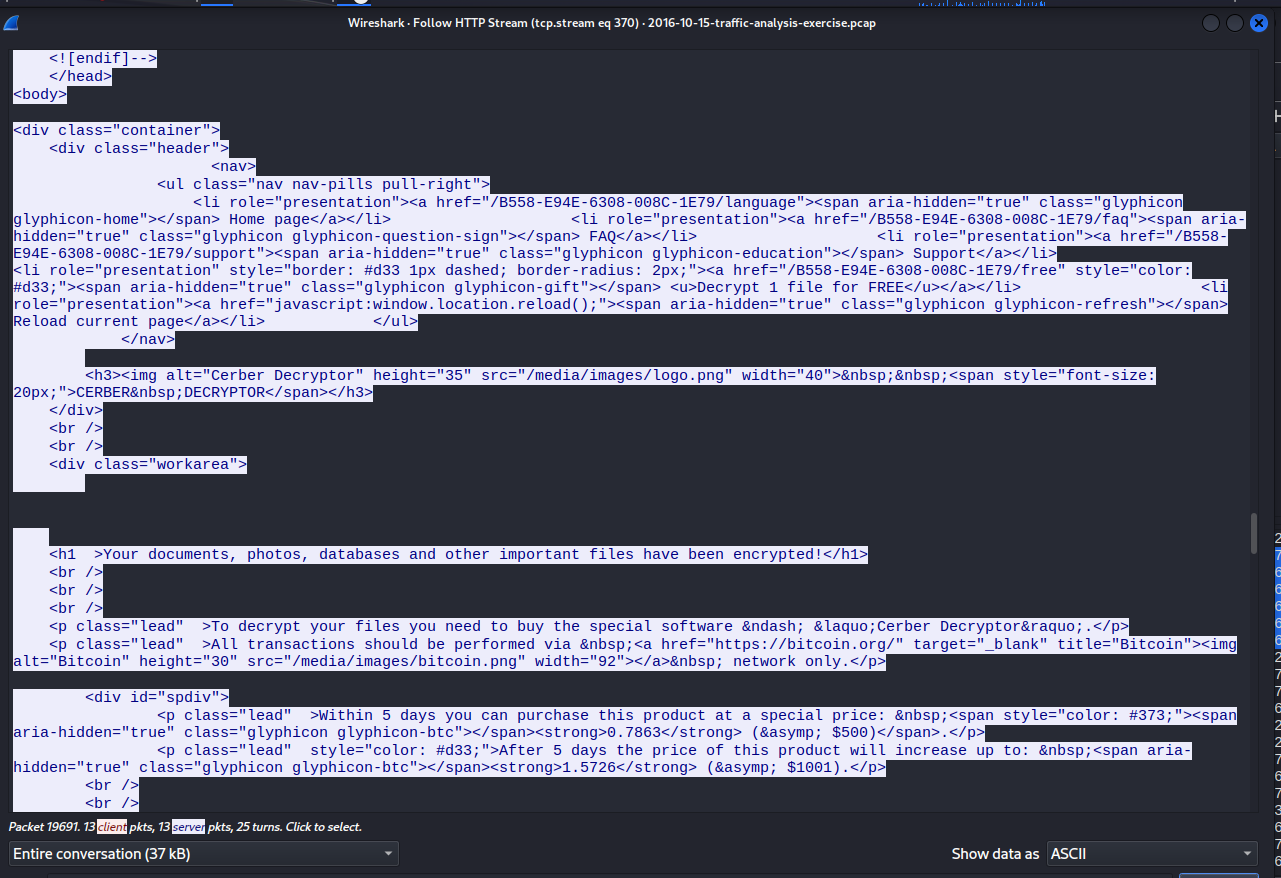 Wireshark · Follow HTTP Stream (tcp.stream eq 370) · 2016-10-15-traffic-analysis-exercise.pcap
<![endif]-->
</head>
<body>
<div class="container">
<div class="header">
<nav>
<ul class="nav nav-pills pull-right">
<li role="presentation"><a href="/B558-E94E-6308-008C-1E79/language"><span aria-hidden="true" class="glyphicon
glyphicon-home"></span> Home page</a></li> <li role="presentation"><a href="/B558-E94E-6308-008C-1E79/faq"><span aria-
hidden="true" class="glyphicon glyphicon-question-sign"></span> FAQ</a></li> <li role="presentation"><a href="/B558-
E94E-6308-008C-1E79/support"><span aria-hidden="true" class="glyphicon glyphicon-education"></span> Support</a></li>
<li role="presentation" style="border: #d33 1px dashed; border-radius: 2px;"><a href="/B558-E94E-6308-008C-1E79/free" style="color:
#d33;"><span aria-hidden="true" class="glyphicon glyphicon-gift"></span> <u>Decrypt 1 file for FREE</u></a></li> <li
role="presentation"><a href="javascript:window.location.reload();"><span aria-hidden="true" class="glyphicon glyphicon-refresh"></span>
Reload current page</a></li> </ul>
</nav>
<h3><img alt="Cerber Decryptor" height="35" src="/media/images/logo.png" width="40">&nbsp;&nbsp;<span style="font-size:
20px;">CERBER&nbsp;DECRYPTOR</span></h3>
</div>
<br />
<br />
<div class="workarea">
<h1  >Your documents, photos, databases and other important files have been encrypted!</h1>
<br />
<br />
<br />
<p class="lead"  >To decrypt your files you need to buy the special software &ndash; &laquo;Cerber Decryptor&raquo;.</p>
<p class="lead"  >All transactions should be performed via &nbsp;<a href="https://bitcoin.org/" target="_blank" title="Bitcoin"><img
alt="Bitcoin" height="30" src="/media/images/bitcoin.png" width="92"></a>&nbsp; network only.</p>
<div id="spdiv">
<p class="lead"  >Within 5 days you can purchase this product at a special price: &nbsp;<span style="color: #373;"><span
aria-hidden="true" class="glyphicon glyphicon-btc"></span><strong>0.7863</strong> (&asymp; $500)</span>.</p>
<p class="lead"  style="color: #d33;">After 5 days the price of this product will increase up to: &nbsp;<span aria-
hidden="true" class="glyphicon glyphicon-btc"></span><strong>1.5726</strong> (&asymp; $1001).</p>
<br />
<br />
Packet 19691. 13 client pkts, 13 server pkts, 25 turns. Click to select.
Entire conversation (37 kB) Show data as ASCII